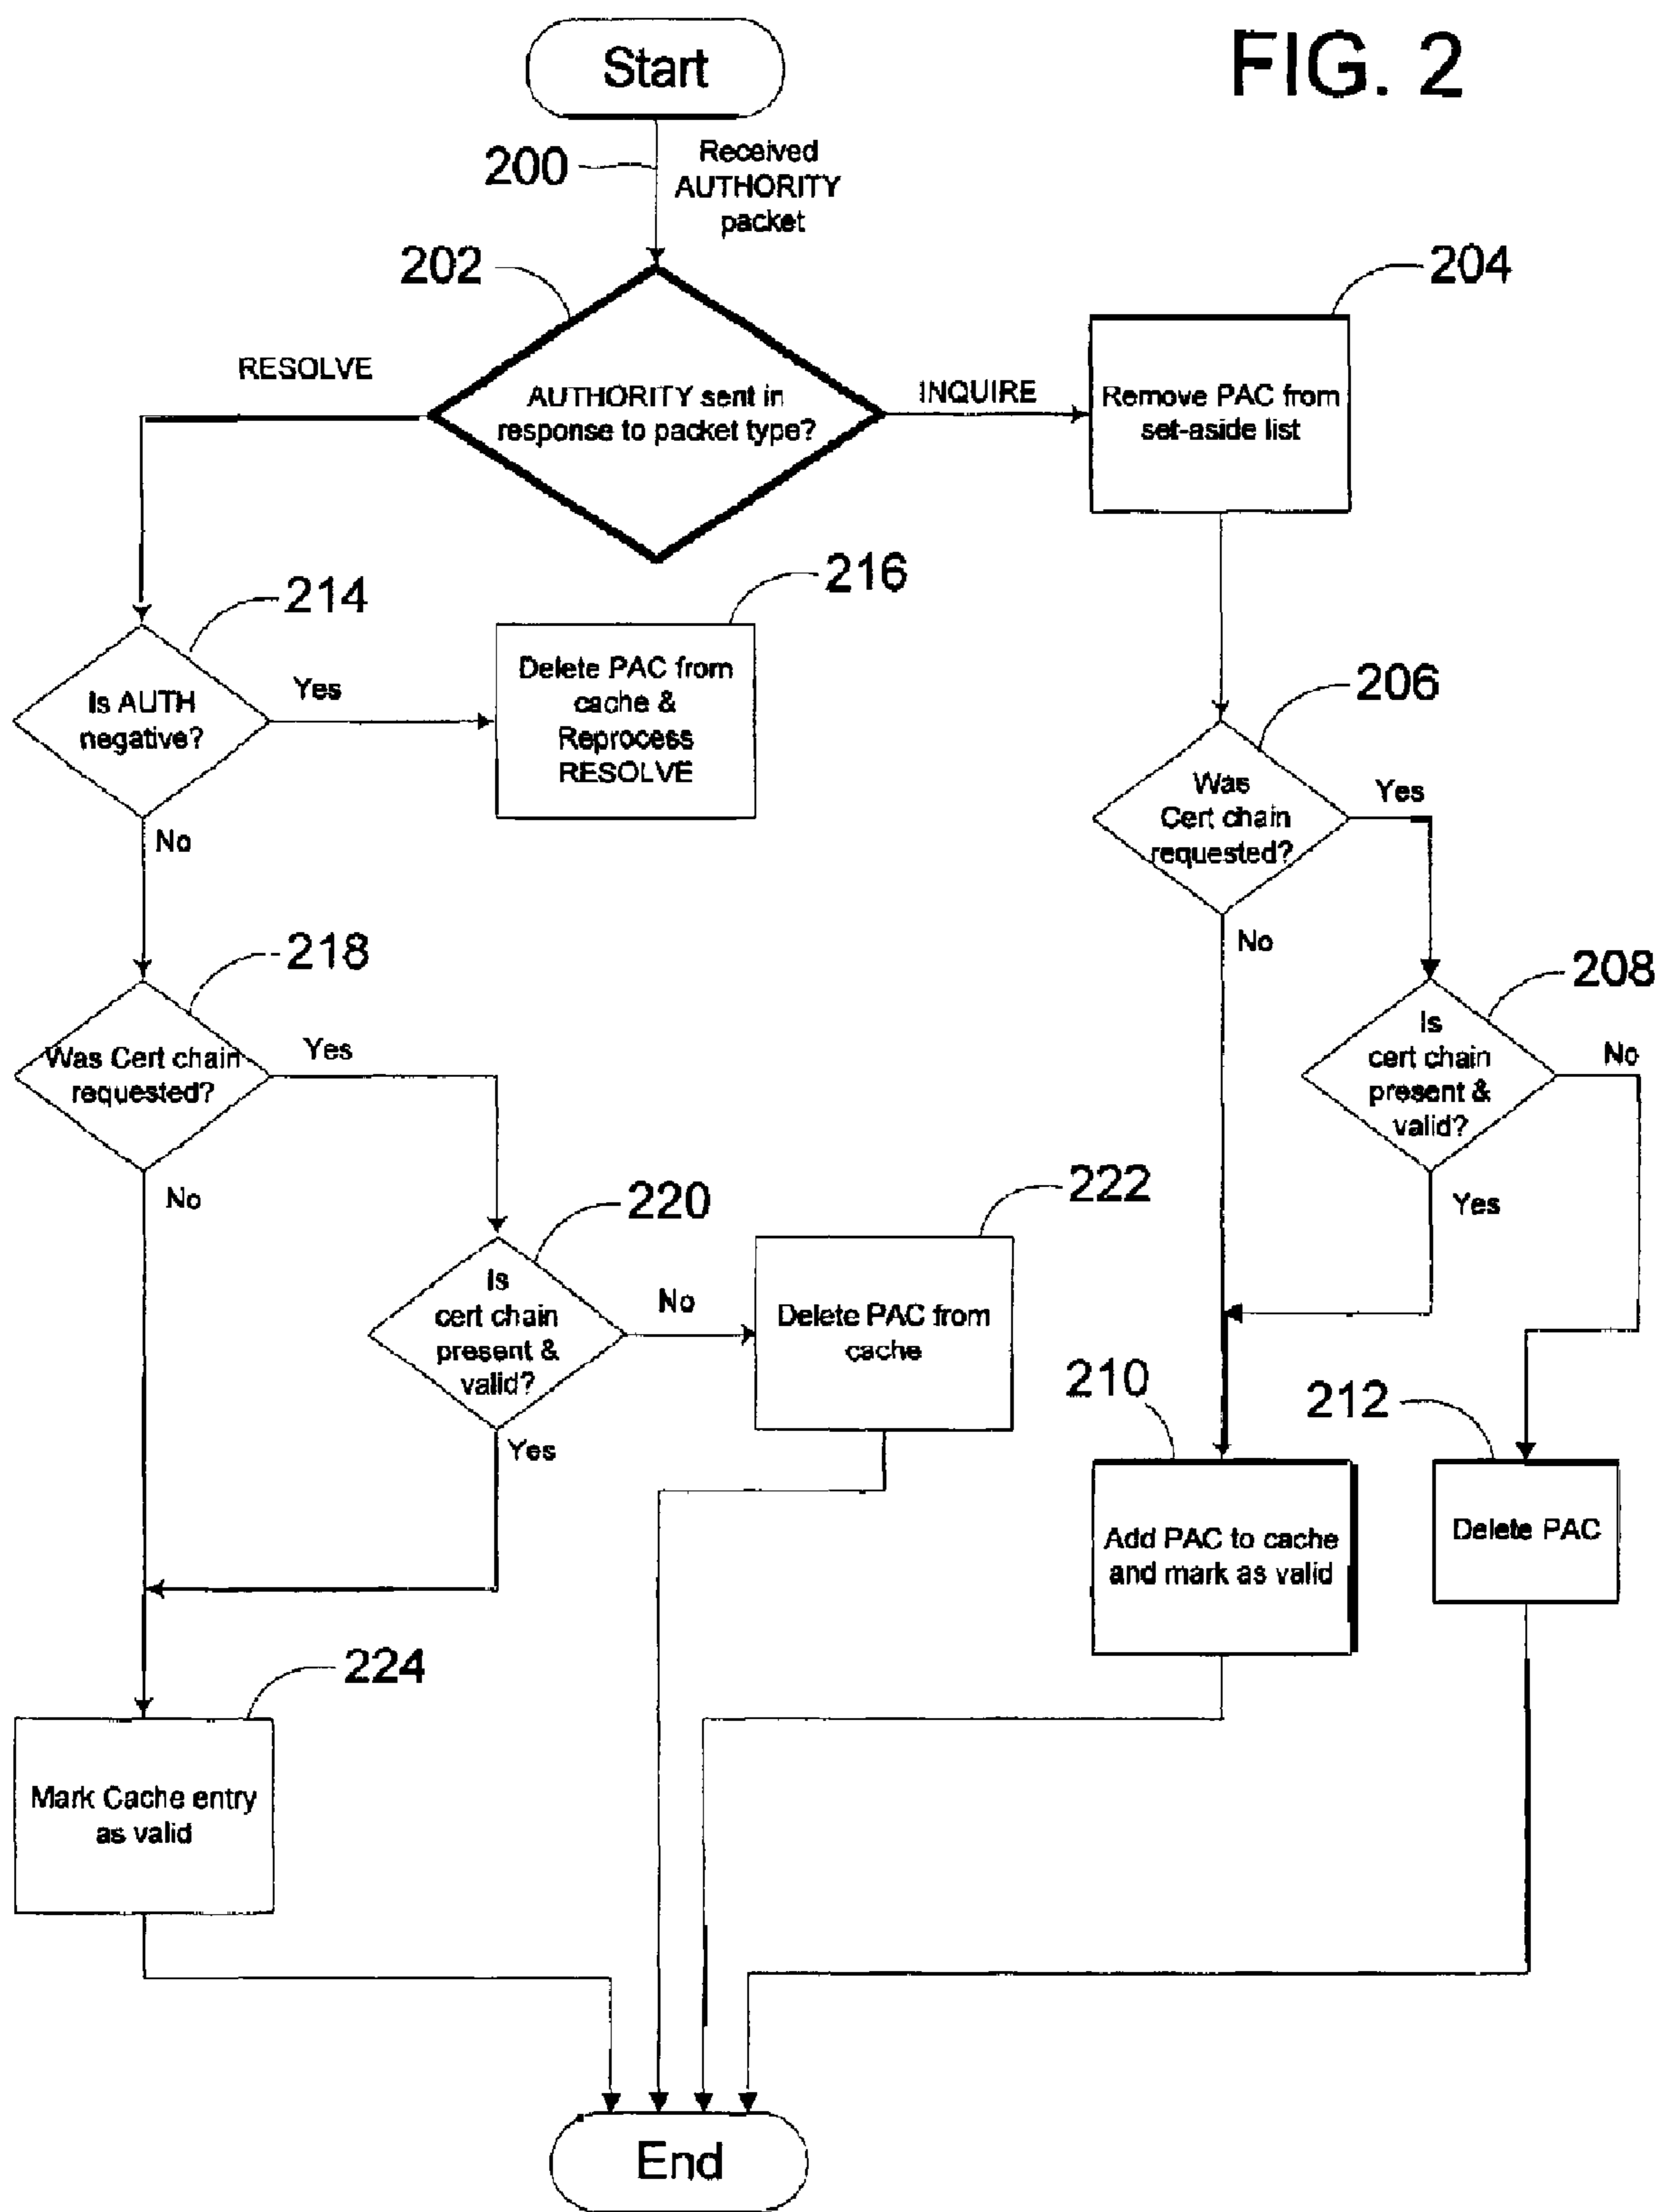 FIG. 2
Start
200
Received
AUTHORITY
packet
202
204
RESOLVE
AUTHORITY sent in
response to packet type?
INQUIRE
Remove PAC from
set-aside list
214
216
Is AUTH
negative?
Yes
Delete PAC from
cache &
Reprocess
RESOLVE
No
206
Was
Cert chain
requested?
Yes
No
218
Was Cert chain
requested?
Yes
No
208
Is
cert chain
present &
valid?
No
Yes
220
Is
cert chain
present &
valid?
No
Yes
222
Delete PAC from
cache
210
Add PAC to cache
and mark as valid
212
Delete PAC
224
Mark Cache entry
as valid
End